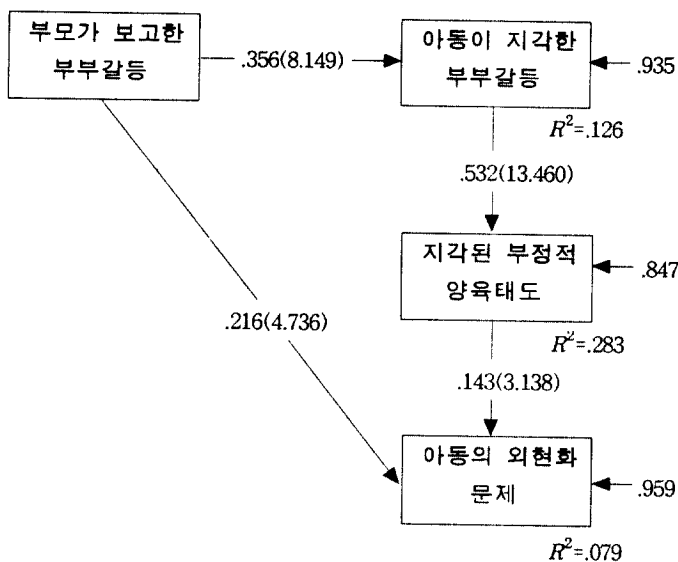 부모가 보고한
부부갈등
.356(8.149)
아동이 지각한
부부갈등
.935
R²=.126
.532(13.460)
지각된 부정적
양육태도
.847
R²=.283
.216(4.736)
.143(3.138)
아동의 외현화
문제
.959
R²=.079